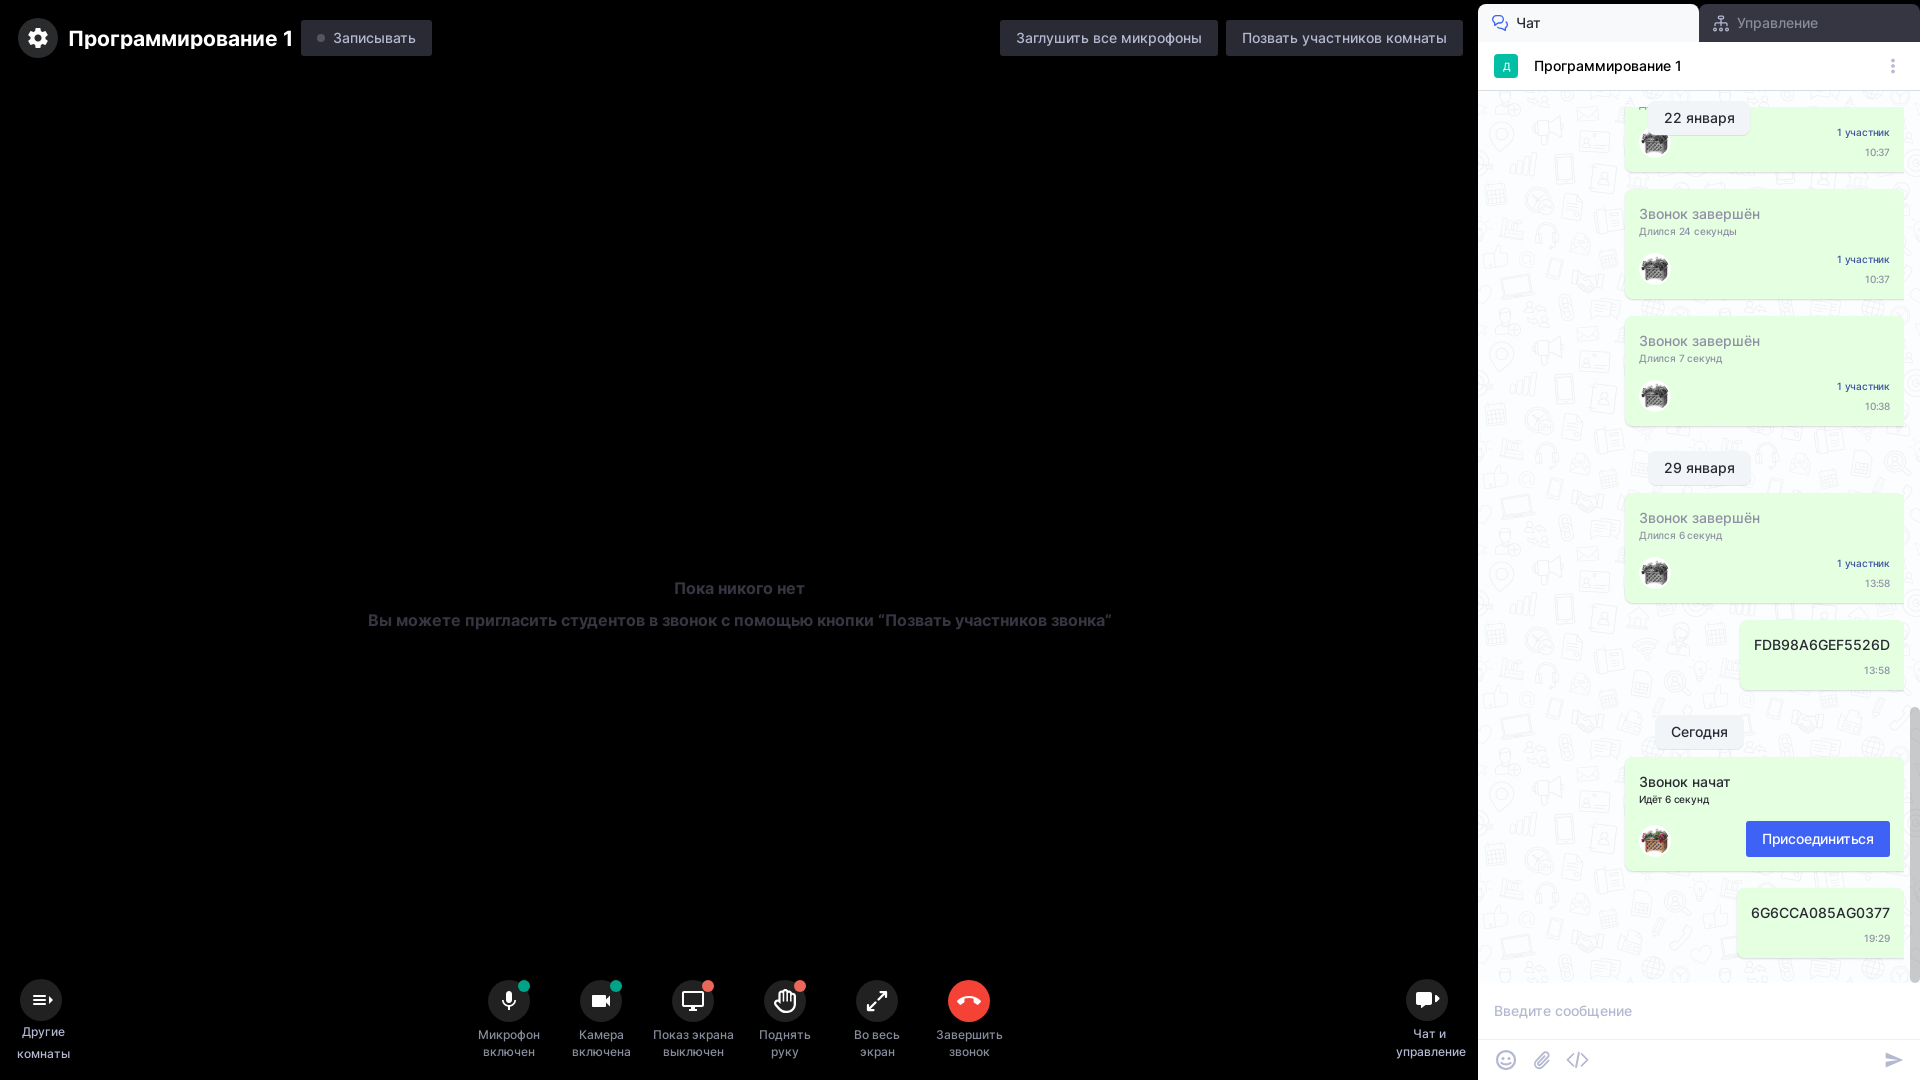 Программирование 1
Записывать
Заглушить все микрофоны
Позвать участников комнаты
Пока никого нет
Вы можете пригласить студентов в звонок с помощью кнопки “Позвать участников звонка”
Другие
комнаты
Микрофон
включен
Камера
включена
Показ экрана
выключен
Поднять
руку
Во весь
экран
Завершить
звонок
Чат и
управление
Чат
Управление
Д
Программирование 1
22 января
1 участник
10:37
Звонок завершён
Длился 24 секунды
1 участник
10:37
Звонок завершён
Длился 7 секунд
1 участник
10:38
29 января
Звонок завершён
Длился 6 секунд
1 участник
13:58
FDB98A6GEF5526D
13:58
Сегодня
Звонок начат
Идёт 6 секунд
Присоединиться
6G6CCA085AG0377
19:29
Введите сообщение